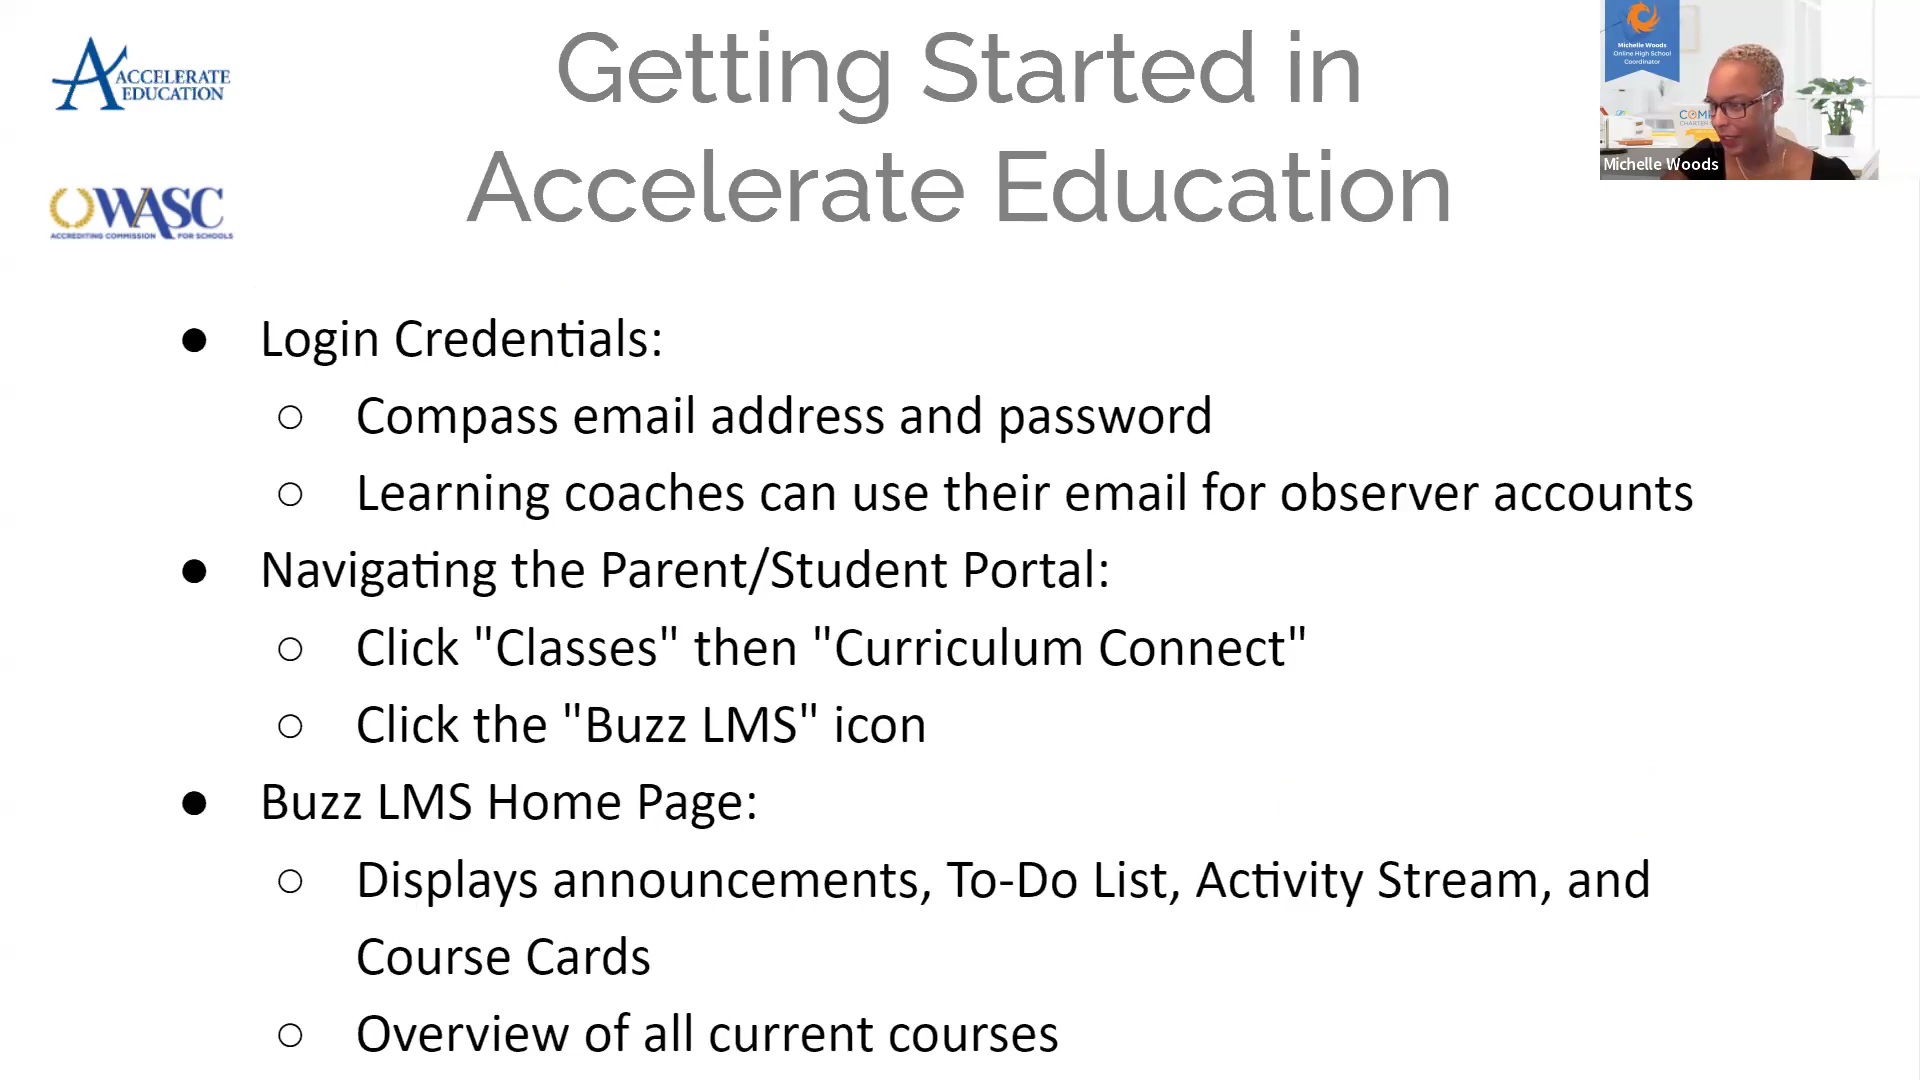 ACCELERATE
EDUCATION
WASC
ACCREDITING COMMISSION FOR SCHOOLS
Getting Started in
Accelerate Education
Michelle Woods
Online High School
Coordinator
Michelle Woods
● Login Credentials:
○ Compass email address and password
○ Learning coaches can use their email for observer accounts
● Navigating the Parent/Student Portal:
○ Click "Classes" then "Curriculum Connect"
○ Click the "Buzz LMS" icon
● Buzz LMS Home Page:
○ Displays announcements, To-Do List, Activity Stream, and
Course Cards
○ Overview of all current courses